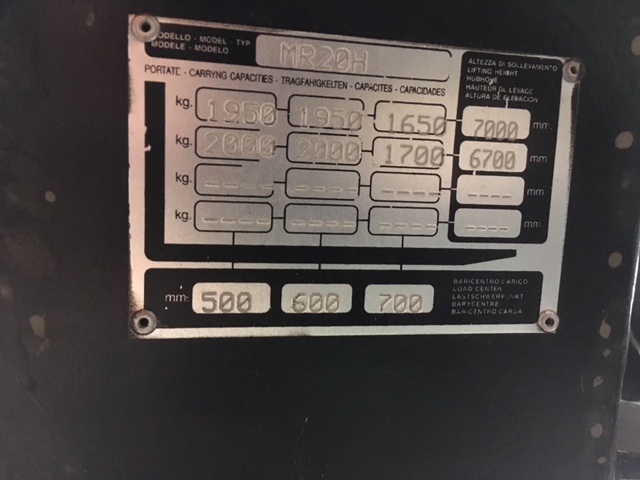 MODELLO - MODEL - TYP
MODELE - MODELO
MR20H
PORTATE - CARRYNG CAPACITIES - TRAGFAHIGKEITEN - CAPACITES - CAPACIDADES
ALTEZZA DI SOLLEVAMENTO
LIFTING HEIGHT
HUBHOHE
HAUTEUR DE LEVAGE
ALTURA DE ELEVACION
kg. 1950 1950 1650 7000 mm.
kg. 2000 2000 1700 6700 mm.
kg. ---- ---- ---- ---- mm.
kg. ---- ---- ---- ---- mm.
mm. 500 600 700
BARICENTRO CARICO
LOAD CENTER
LASTSCHWERPUNKT
BARYCENTRE
BARICENTRO CARGA